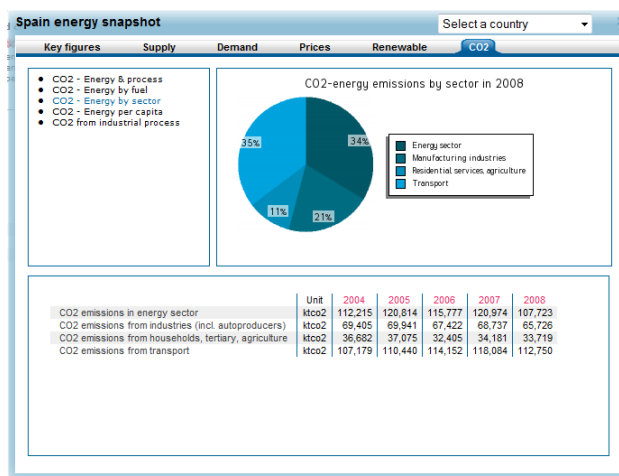 Spain energy snapshot
Select a country
Key figures Supply Demand Prices Renewable CO2
CO2 - Energy & process
CO2 - Energy by fuel
CO2 - Energy by sector
CO2 - Energy per capita
CO2 from industrial process
CO2-energy emissions by sector in 2008
35%
34%
11%
21%
Energy sector
Manufacturing industries
Residential, services, agriculture
Transport
Unit 2004 2005 2006 2007 2008
CO2 emissions in energy sector ktco2 112,215 120,814 115,777 120,974 107,723
CO2 emissions from industries (incl. autoproducers) ktco2 69,405 69,941 67,422 68,737 65,726
CO2 emissions from households, tertiary, agriculture ktco2 36,682 37,075 32,405 34,181 33,719
CO2 emissions from transport ktco2 107,179 110,440 114,152 118,084 112,750